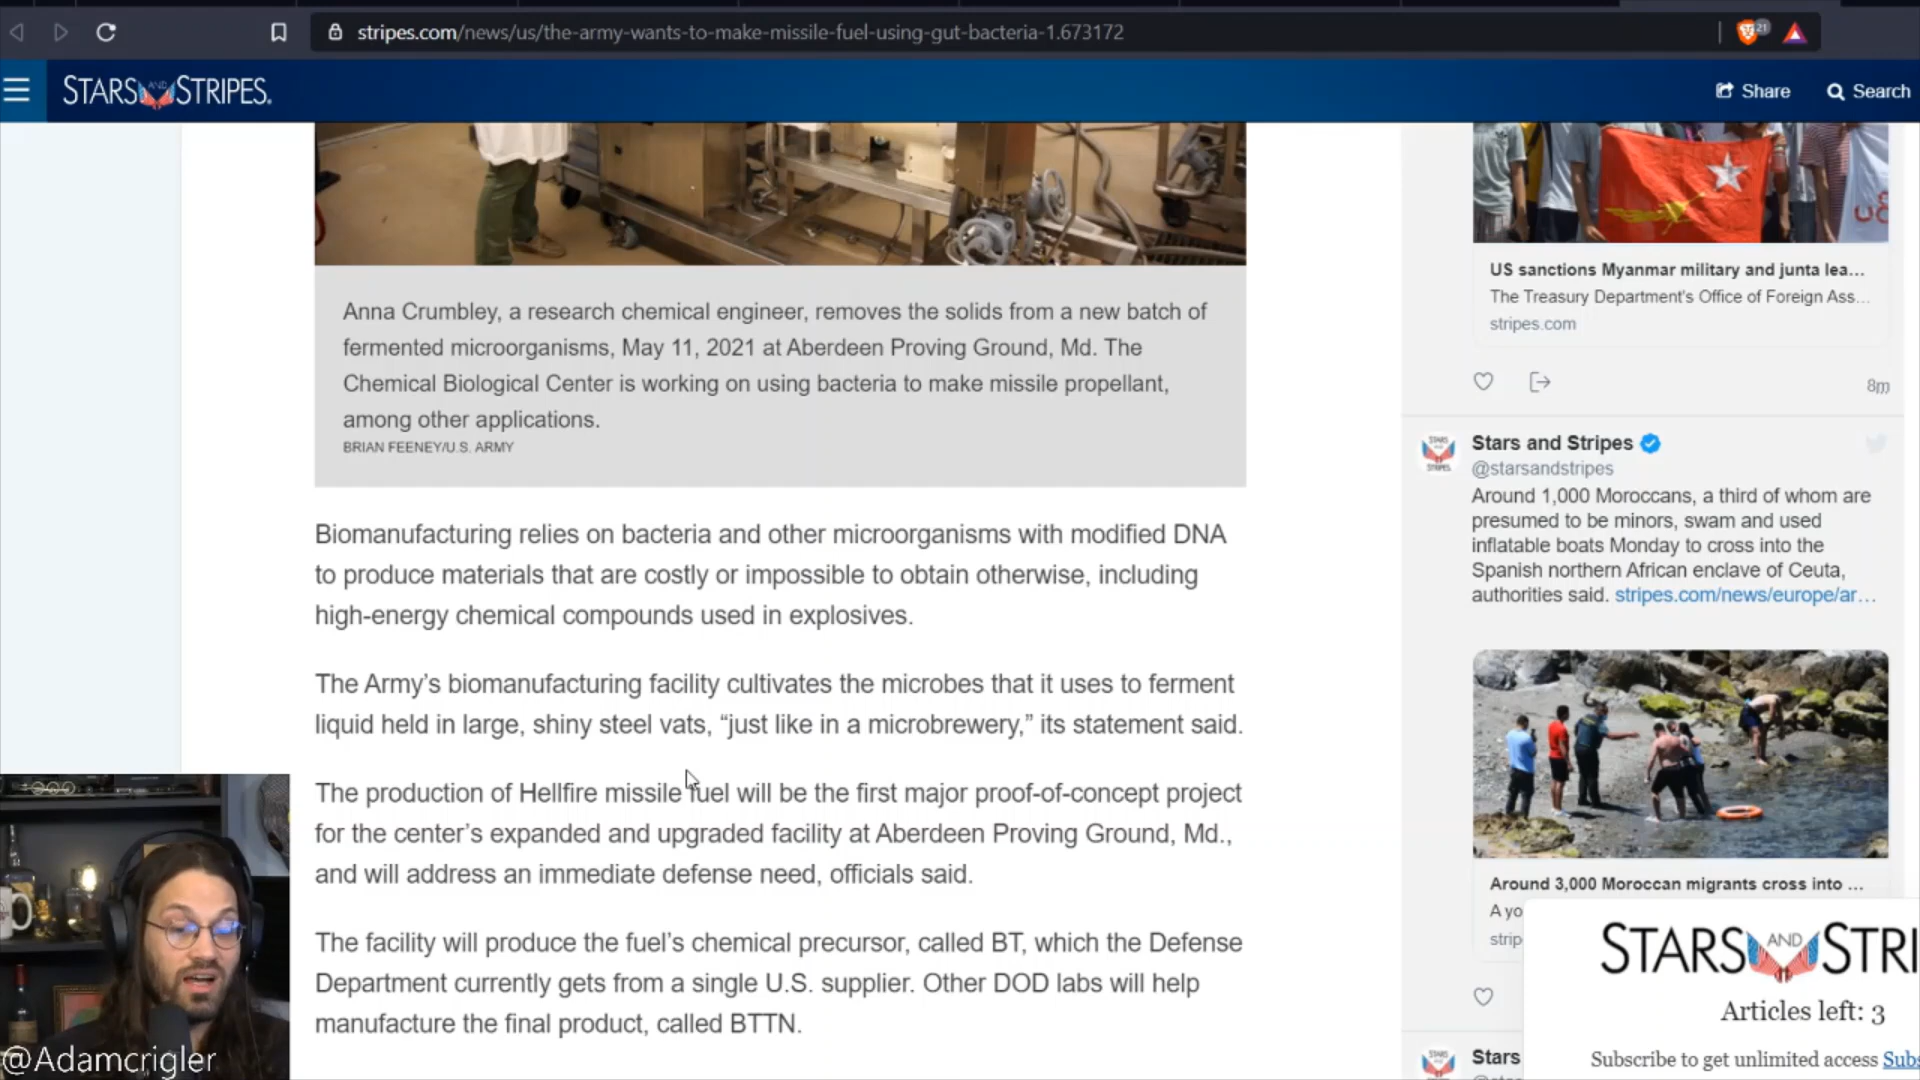 stripes.com/news/us/the-army-wants-to-make-missile-fuel-using-gut-bacteria-1.673172
21
STARS AND STRIPES.
Share
Search
Anna Crumbley, a research chemical engineer, removes the solids from a new batch of
fermented microorganisms, May 11, 2021 at Aberdeen Proving Ground, Md. The
Chemical Biological Center is working on using bacteria to make missile propellant,
among other applications.
BRIAN FEENEY/U.S. ARMY
Biomanufacturing relies on bacteria and other microorganisms with modified DNA
to produce materials that are costly or impossible to obtain otherwise, including
high-energy chemical compounds used in explosives.
The Army’s biomanufacturing facility cultivates the microbes that it uses to ferment
liquid held in large, shiny steel vats, “just like in a microbrewery,” its statement said.
The production of Hellfire missile fuel will be the first major proof-of-concept project
for the center’s expanded and upgraded facility at Aberdeen Proving Ground, Md.,
and will address an immediate defense need, officials said.
The facility will produce the fuel’s chemical precursor, called BT, which the Defense
Department currently gets from a single U.S. supplier. Other DOD labs will help
manufacture the final product, called BTTN.
US sanctions Myanmar military and junta lea...
The Treasury Department's Office of Foreign Ass...
stripes.com
8m
Stars and Stripes
@starsandstripes
Around 1,000 Moroccans, a third of whom are
presumed to be minors, swam and used
inflatable boats Monday to cross into the
Spanish northern African enclave of Ceuta,
authorities said. stripes.com/news/europe/ar…
Around 3,000 Moroccan migrants cross into ...
A yo
strip
Stars
STARS AND STRI
Articles left: 3
Subscribe to get unlimited access Subs
@Adamcrigler